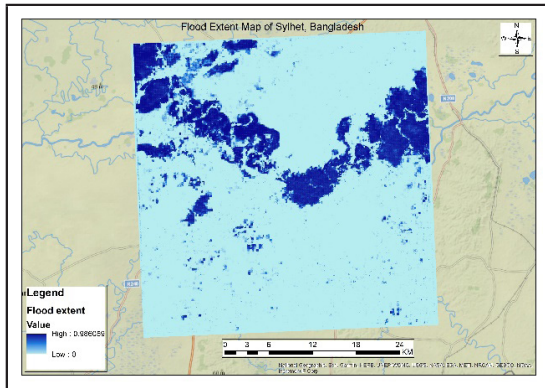 Flood Extent Map of Sylhet, Bangladesh
N
S
Legend
Flood extent
Value
High : 0.986059
Low : 0
0 3 6 12 18 24
KM